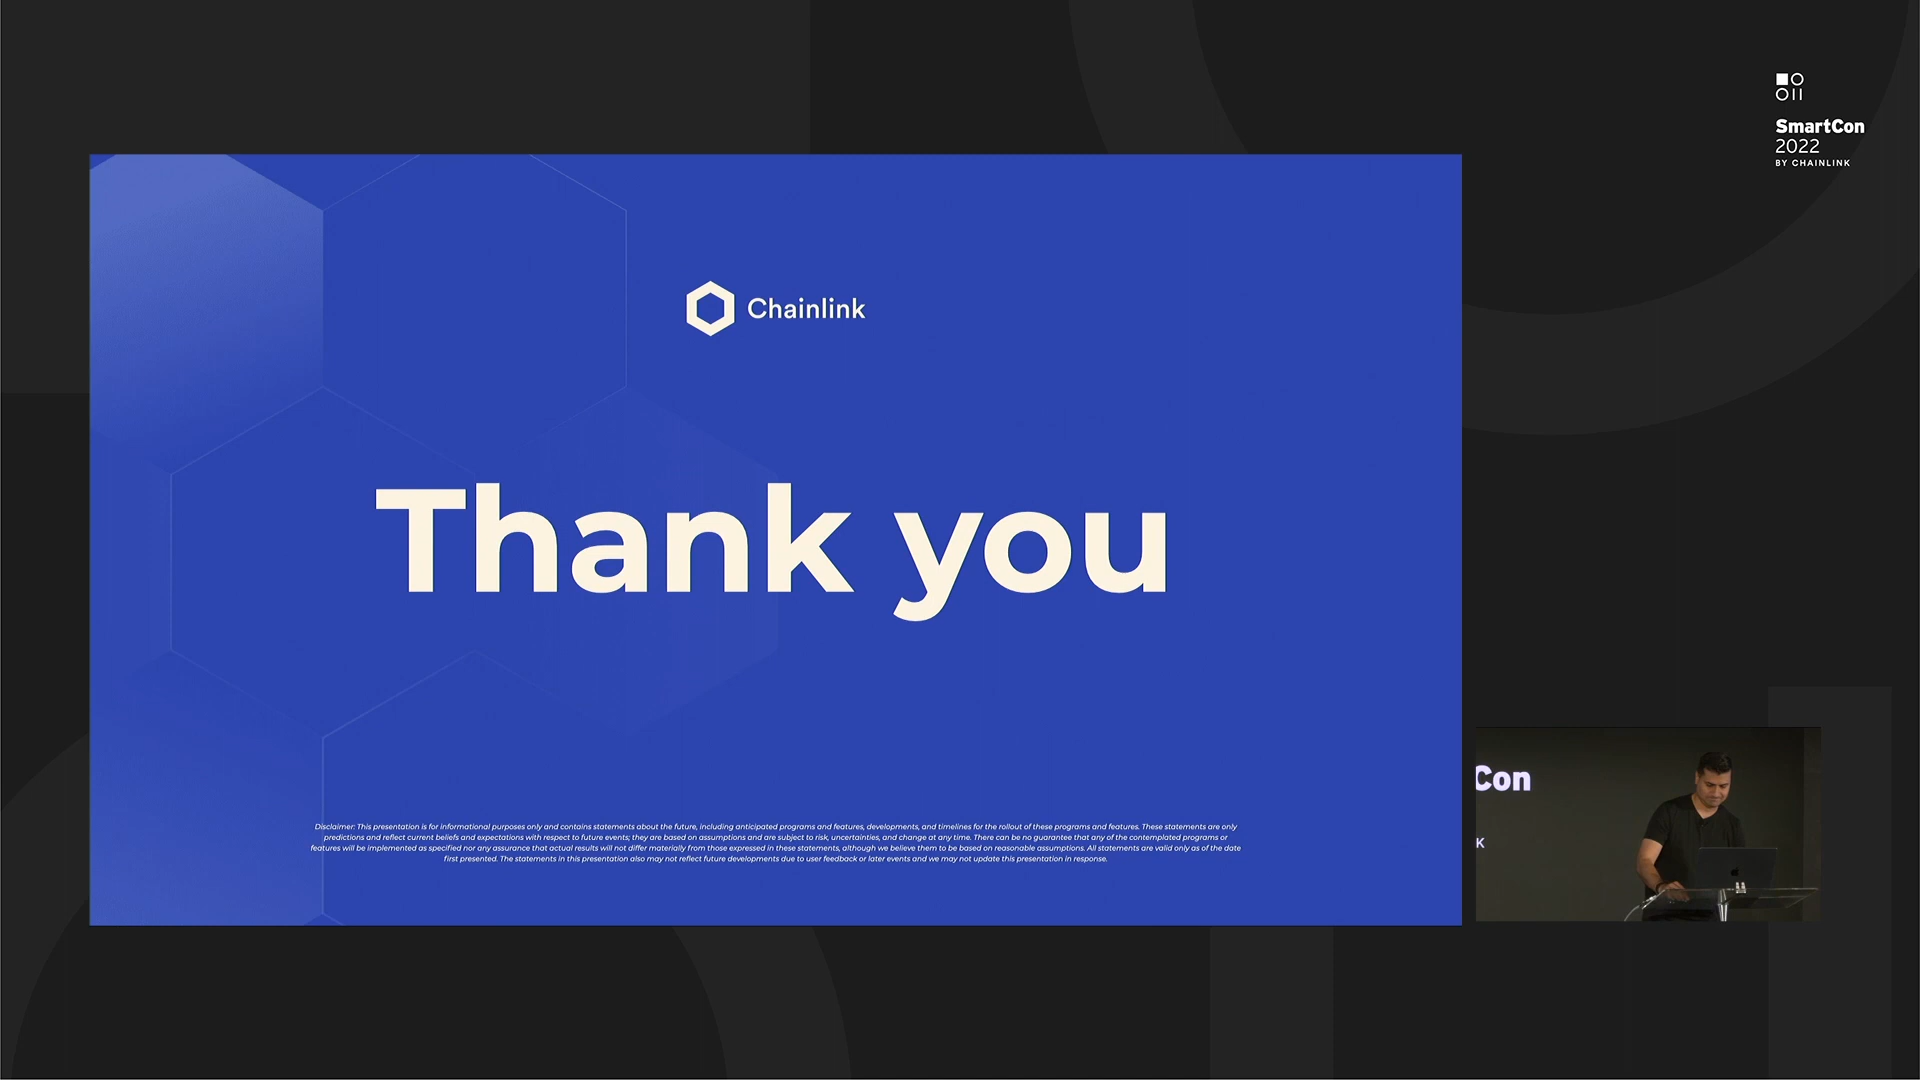 SmartCon
2022
BY CHAINLINK
Chainlink
Thank you
Disclaimer: This presentation is for informational purposes only and contains statements about the future, including anticipated programs and features, developments, and timelines for the rollout of these programs and features. These statements are only
predictions and reflect current beliefs and expectations with respect to future events; they are based on assumptions and are subject to risk, uncertainties, and change at any time. There can be no guarantee that any of the contemplated programs or
features will be implemented as specified nor any assurance that actual results will not differ materially from those expressed in these statements, although we believe them to be based on reasonable assumptions. All statements are valid only as of the date
first presented. The statements in this presentation also may not reflect future developments due to user feedback or later events and we may not update this presentation in response.
Con
K